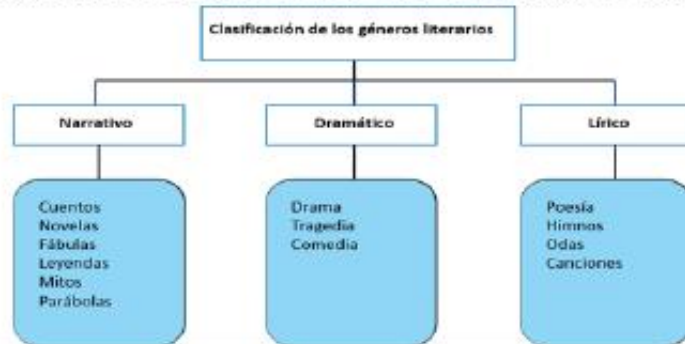 Clasificación de los géneros literarios
Narrativo
Dramático
Lírico
Cuentos
Novelas
Fábulas
Leyendas
Mitos
Parábolas
Drama
Tragedia
Comedia
Poesía
Himnos
Odas
Canciones